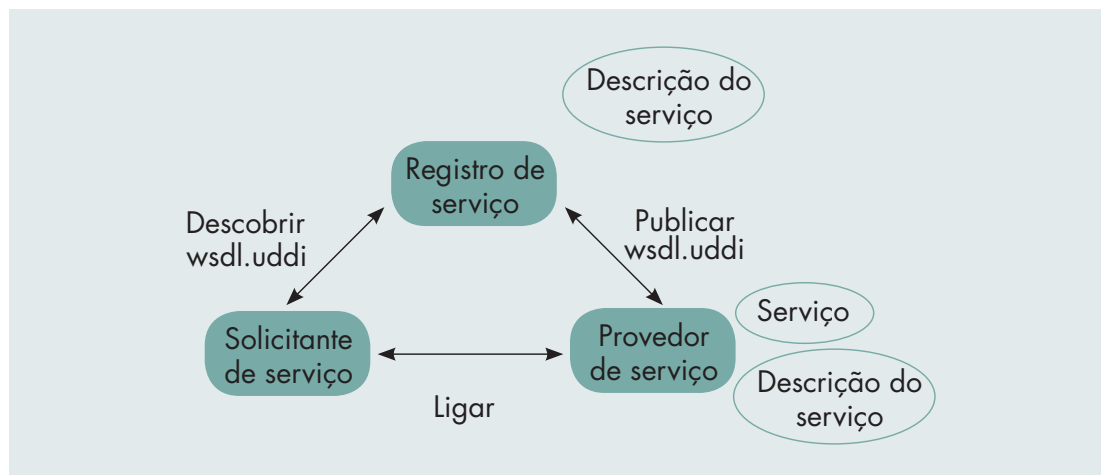 Descrição do
serviço
Registro de
serviço
Descobrir
wsdl.uddi
Publicar
wsdl.uddi
Solicitante
de serviço
Ligar
Provedor
de serviço
Serviço
Descrição do
serviço